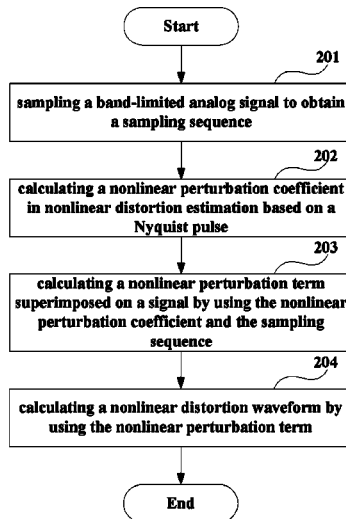 Start
201
sampling a band-limited analog signal to obtain
a sampling sequence
202
calculating a nonlinear perturbation coefficient
in nonlinear distortion estimation based on a
Nyquist pulse
203
calculating a nonlinear perturbation term
superimposed on a signal by using the nonlinear
perturbation coefficient and the sampling
sequence
204
calculating a nonlinear distortion waveform by
using the nonlinear perturbation term
End